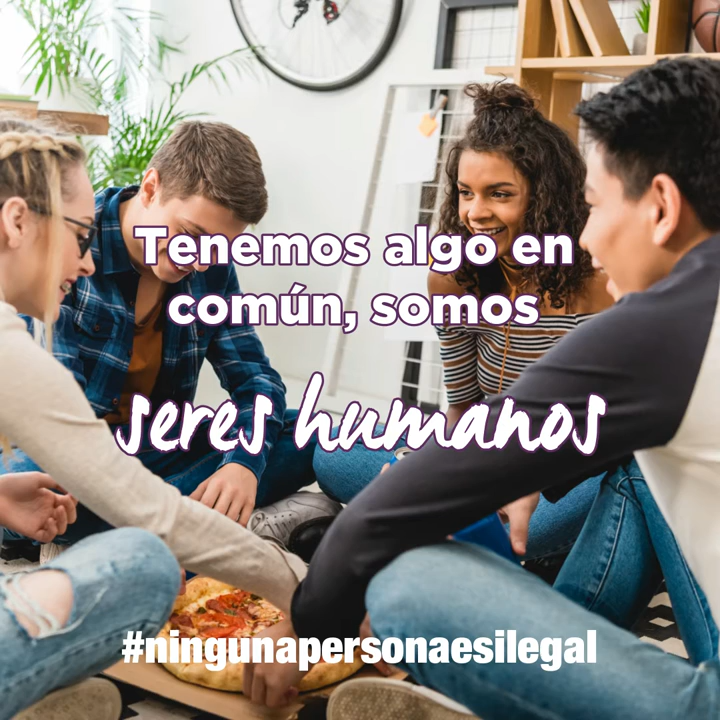 Tenemos algo en
común, somos
seres humanos
#ningunapersonaesilegal